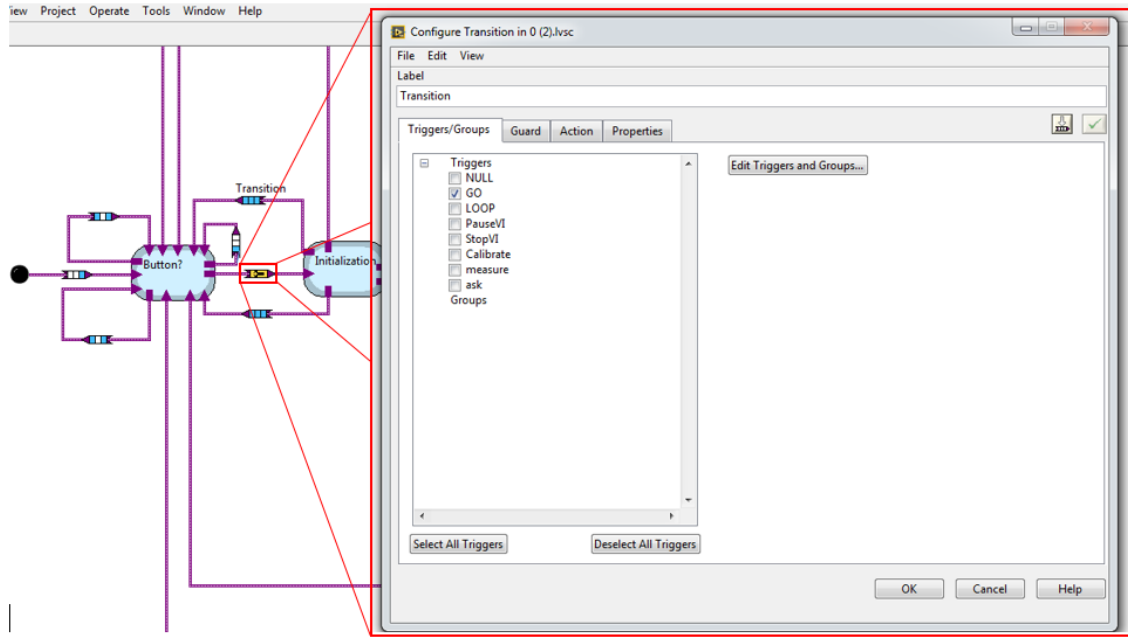 iew Project Operate Tools Window Help
Transition
Button?
Initialization
Configure Transition in 0 (2).lvsc
File Edit View
Label
Transition
Triggers/Groups Guard Action Properties
Triggers
NULL
GO
LOOP
PauseVI
StopVI
Calibrate
measure
ask
Groups
Edit Triggers and Groups...
Select All Triggers Deselect All Triggers
OK Cancel Help